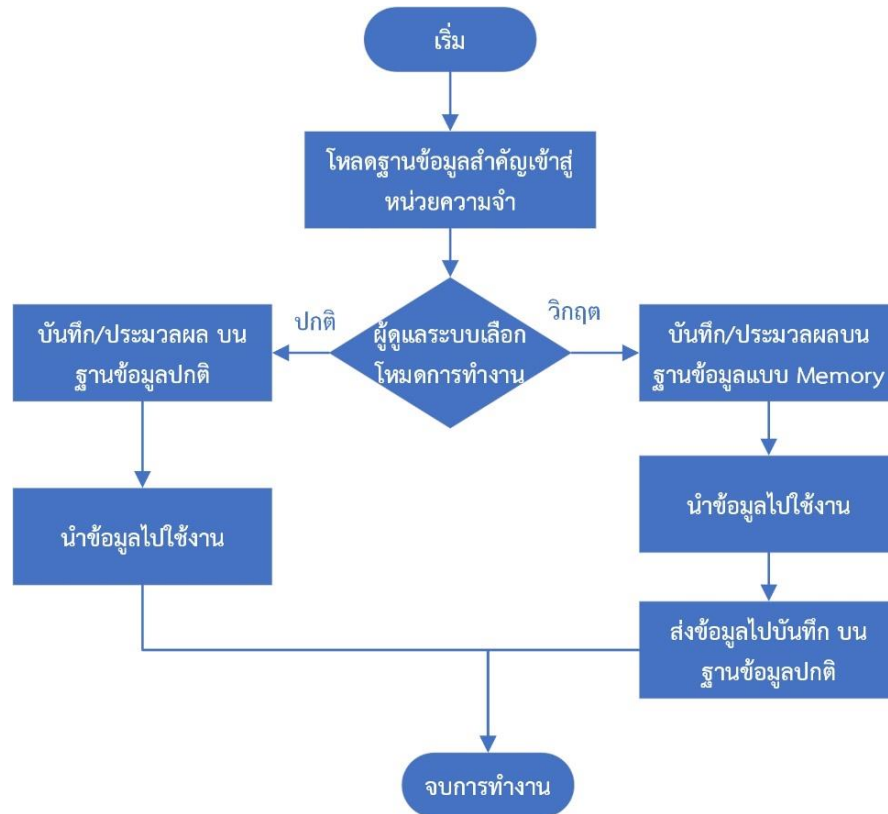 เริ่ม
โหลดฐานข้อมูลสำคัญเข้าสู่
หน่วยความจำ
ปกติ
วิกฤต
บันทึก/ประมวลผล บน
ฐานข้อมูลปกติ
ผู้ดูแลระบบเลือก
โหมดการทำงาน
บันทึก/ประมวลผลบน
ฐานข้อมูลแบบ Memory
นำข้อมูลไปใช้งาน
นำข้อมูลไปใช้งาน
ส่งข้อมูลไปบันทึก บน
ฐานข้อมูลปกติ
จบการทำงาน